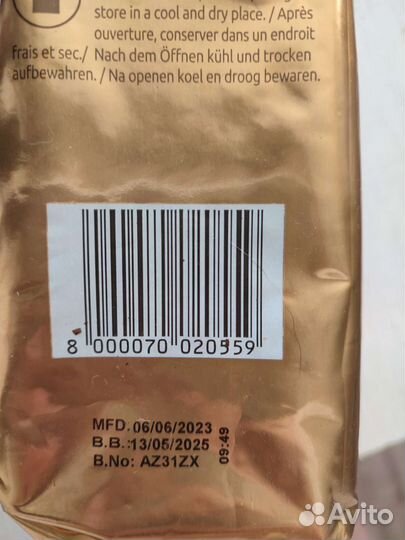 store in a cool and dry place. / Après
ouverture, conserver dans un endroit
frais et sec./ Nach dem Öffnen kühl und trocken
aufbewahren. / Na openen koel en droog bewaren.
8 000070 020559
MFD. 06/06/2023
B.B.: 13/05/2025
B.No: AZ31ZX
09:49
Avito